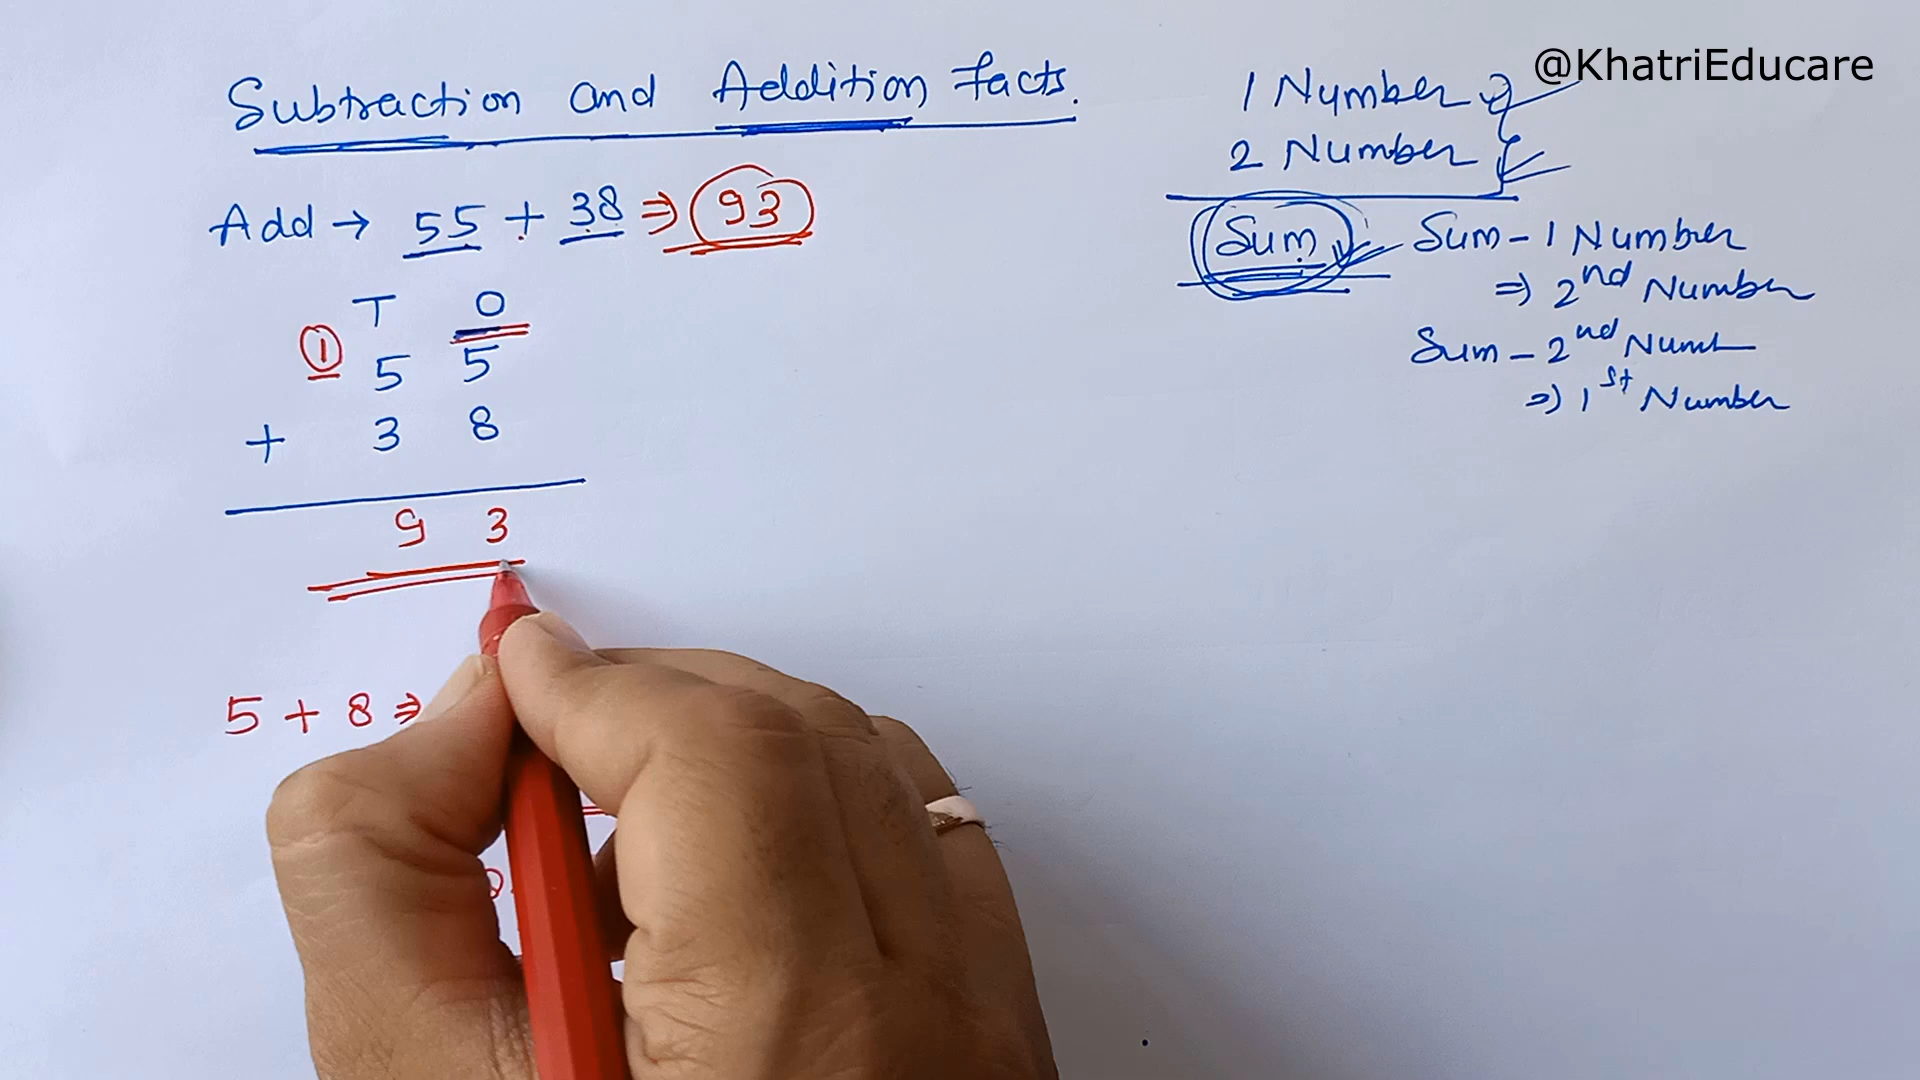 @KhatriEducare
Subtraction and Addition facts.
Add → 55 + 38 ⇒ 93
T O
1
5 5
+ 3 8
9 3
5 + 8 ⇒
1 Number
2 Number
Sum
Sum - 1 Number
⇒ 2nd Number
Sum - 2nd
⇒ 1st Number